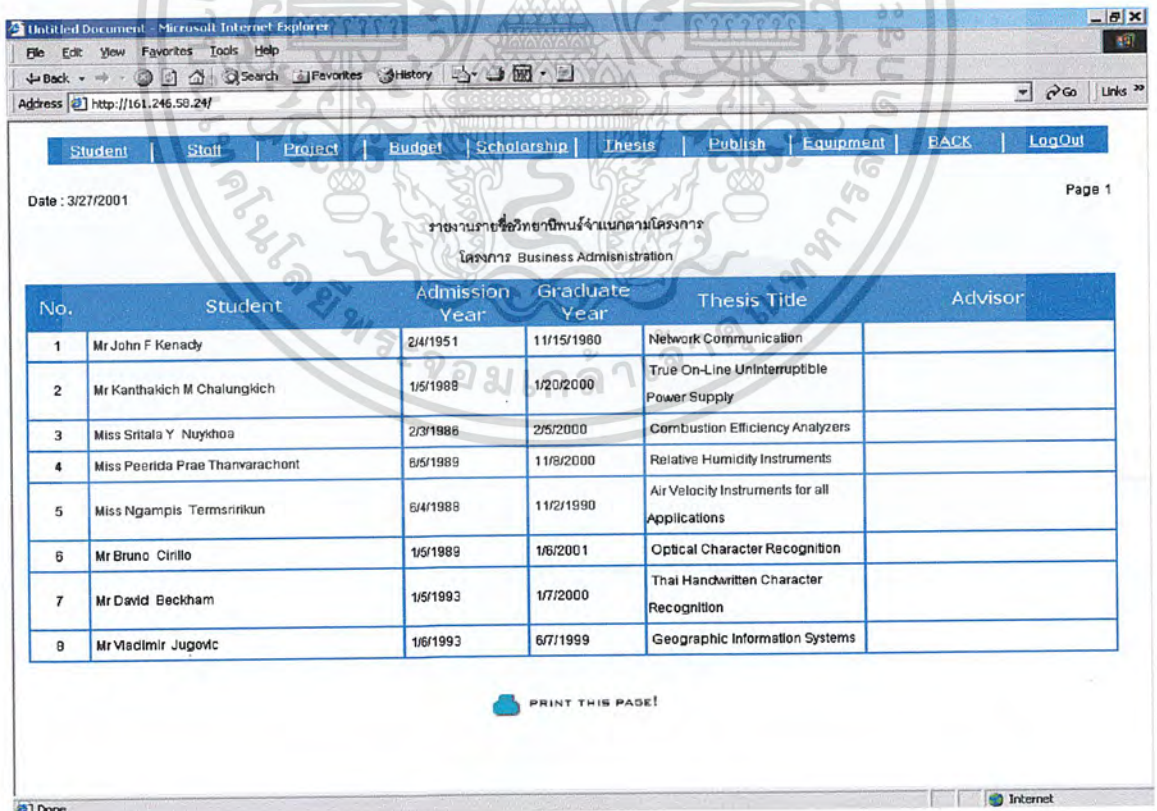 Untitled Document - Microsoft Internet Explorer
File Edit View Favorites Tools Help
Back Search Favorites History
Address http://161.246.58.24/ Go Links »
Student | Staff | Project | Budget | Scholarship | Thesis | Publish | Equipment | BACK | LogOut
Date : 3/27/2001 Page 1
รายงานรายชื่อวิทยานิพนธ์จำแนกตามโครงการ
โครงการ Business Admisnistration
No. Student Admission Year Graduate Year Thesis Title Advisor
1 Mr John F Kenady 2/4/1951 11/15/1960 Network Communication
2 Mr Kanthakich M Chalungkich 1/5/1988 1/20/2000 True On-Line Uninterruptible
Power Supply
3 Miss Sritala Y Nuykhoa 2/3/1986 2/5/2000 Combustion Efficiency Analyzers
4 Miss Peerida Prae Thanvarachont 6/5/1989 11/8/2000 Relative Humidity Instruments
5 Miss Ngampis Termsririkun 6/4/1988 11/2/1990 Air Velocity Instruments for all
Applications
6 Mr Bruno Cirillo 1/5/1989 1/6/2001 Optical Character Recognition
7 Mr David Beckham 1/5/1993 1/7/2000 Thai Handwritten Character
Recognition
8 Mr Vladimir Jugovic 1/6/1993 6/7/1999 Geographic Information Systems
PRINT THIS PAGE!
Done Internet